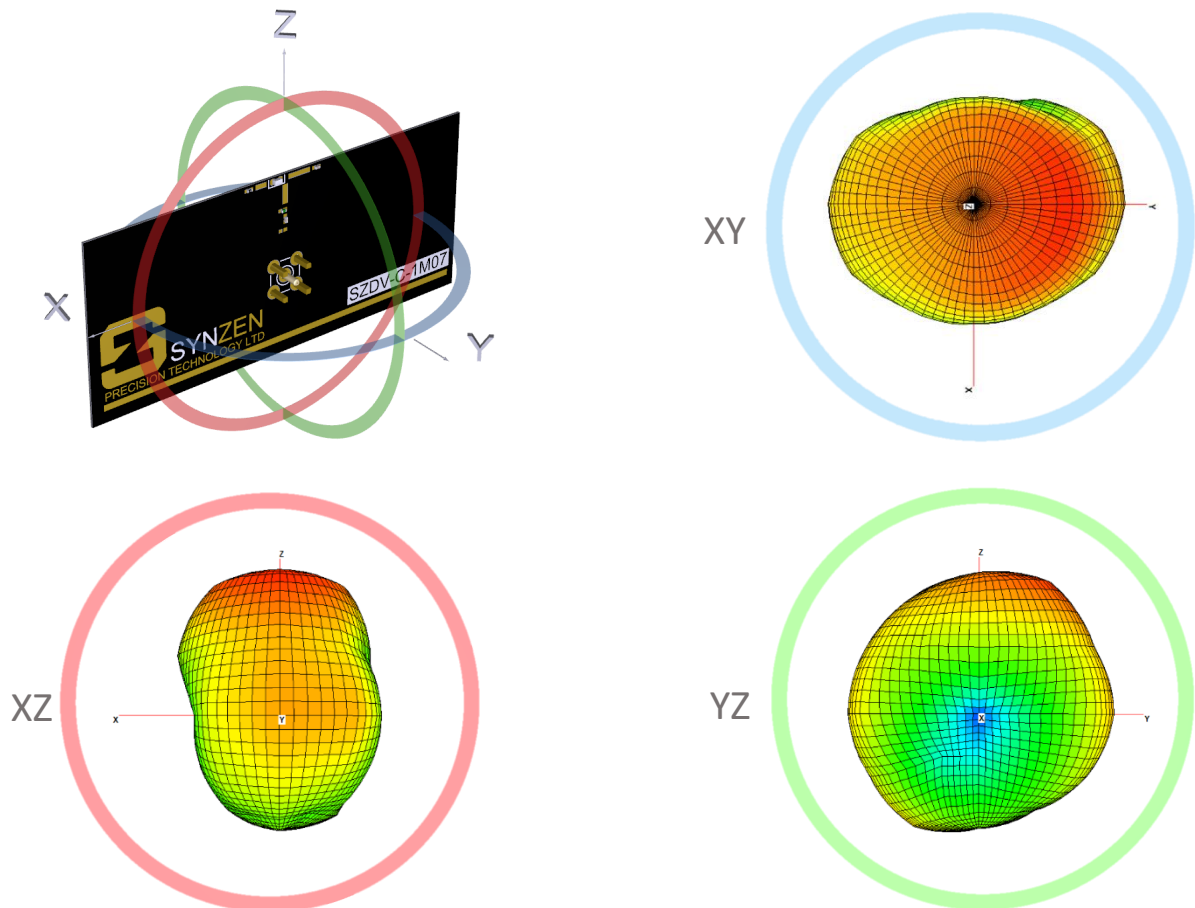 Z
X
Y
SZDV-C-1M07
SYNZEN
PRECISION TECHNOLOGY LTD
XY
Z
Y
X
XZ
Z
X
Y
YZ
Z
X
Y